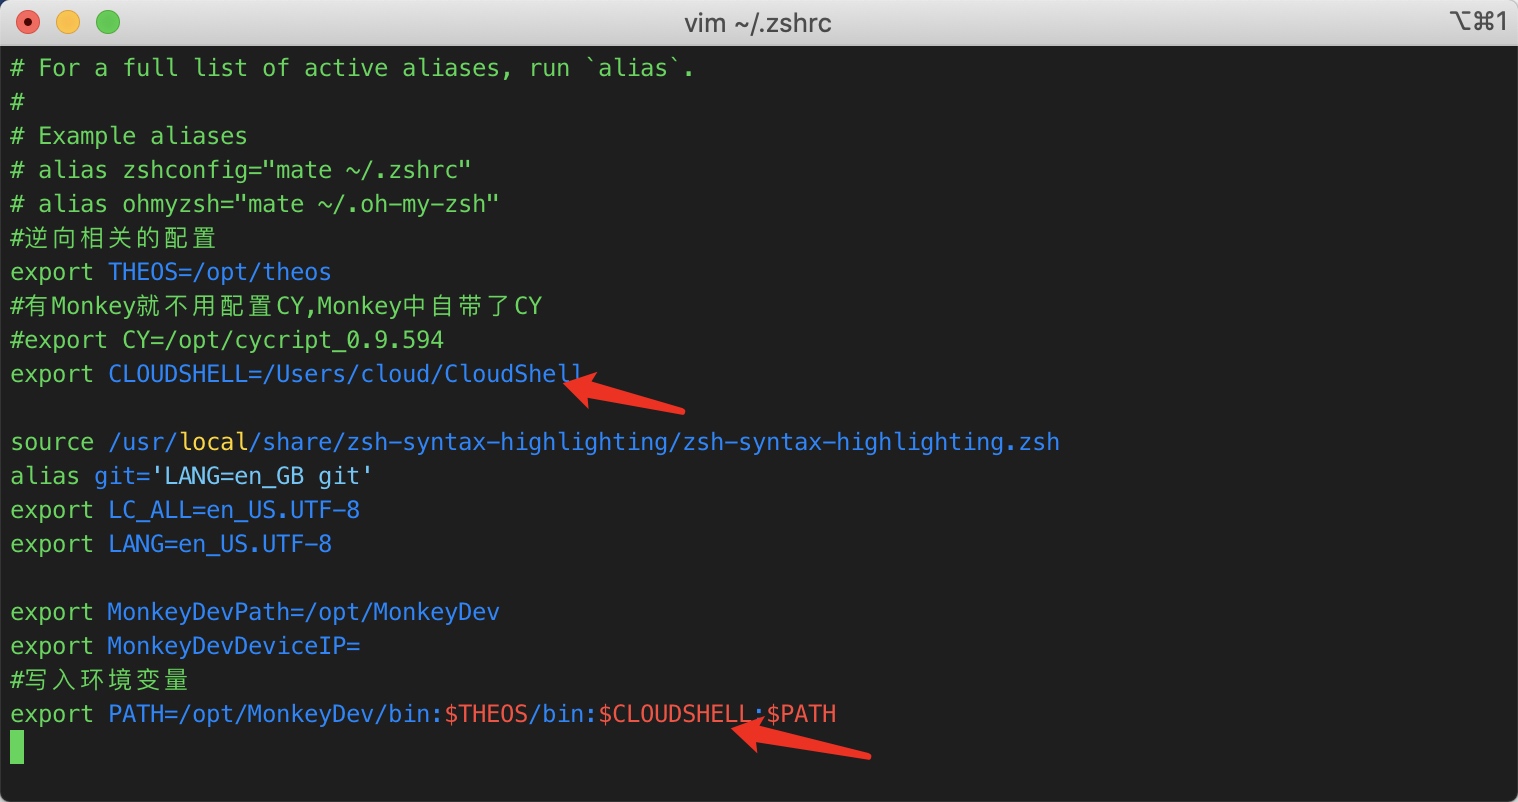 vim ~/.zshrc
⌥⌘1
# For a full list of active aliases, run `alias`.
#
# Example aliases
# alias zshconfig="mate ~/.zshrc"
# alias ohmyzsh="mate ~/.oh-my-zsh"
#逆向相关的配置
export THEOS=/opt/theos
#有Monkey就不用配置CY,Monkey中自带了CY
#export CY=/opt/cycript_0.9.594
export CLOUDSHELL=/Users/cloud/CloudShell
source /usr/local/share/zsh-syntax-highlighting/zsh-syntax-highlighting.zsh
alias git='LANG=en_GB git'
export LC_ALL=en_US.UTF-8
export LANG=en_US.UTF-8
export MonkeyDevPath=/opt/MonkeyDev
export MonkeyDevDeviceIP=
#写入环境变量
export PATH=/opt/MonkeyDev/bin:$THEOS/bin:$CLOUDSHELL:$PATH